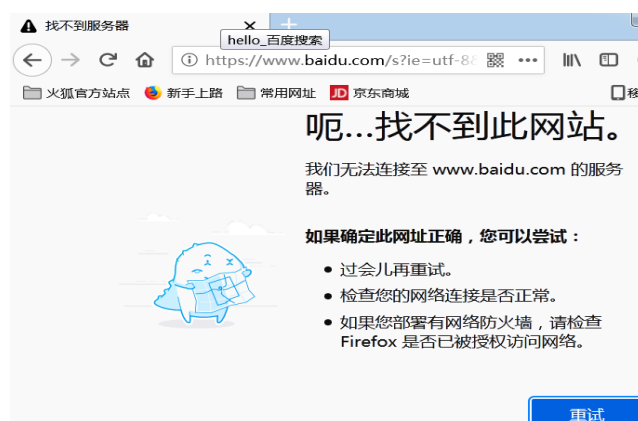 找不到服务器
hello_百度搜索
https://www.baidu.com/s?ie=utf-8
火狐官方站点 新手上路 常用网址 JD 京东商城 移
呃...找不到此网站。
我们无法连接至 www.baidu.com 的服务
器。
如果确定此网址正确，您可以尝试：
过会儿再重试。
检查您的网络连接是否正常。
如果您部署有网络防火墙，请检查
Firefox 是否已被授权访问网络。
重试